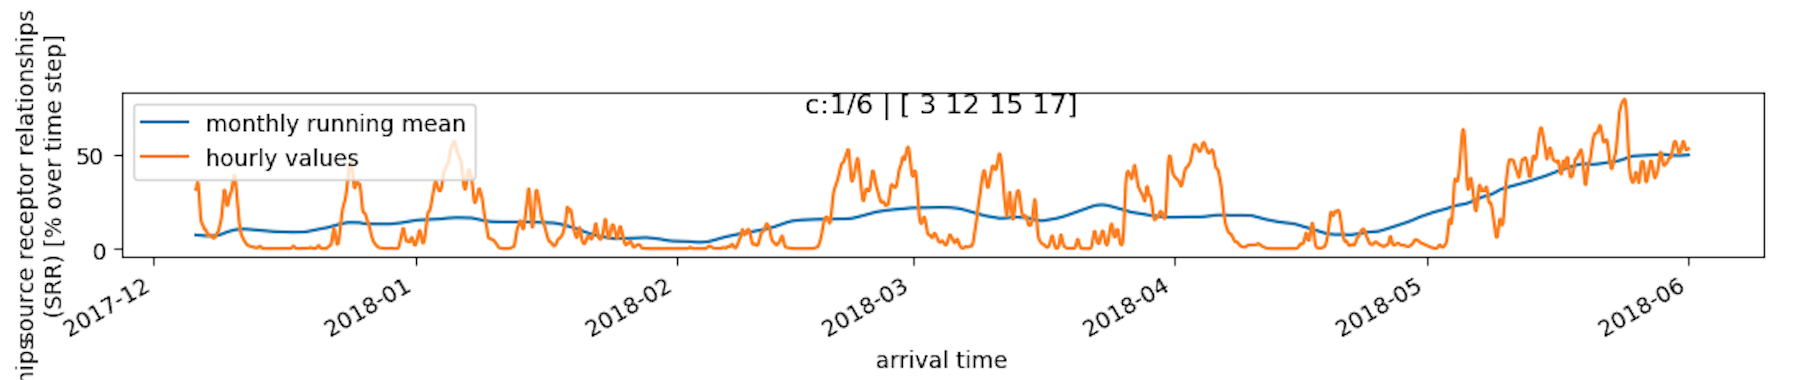 hipssource receptor relationships
(SRR) [% over time step]
c:1/6 | [ 3 12 15 17]
monthly running mean
hourly values
50
0
2017-12
2018-01
2018-02
2018-03
2018-04
2018-05
2018-06
arrival time